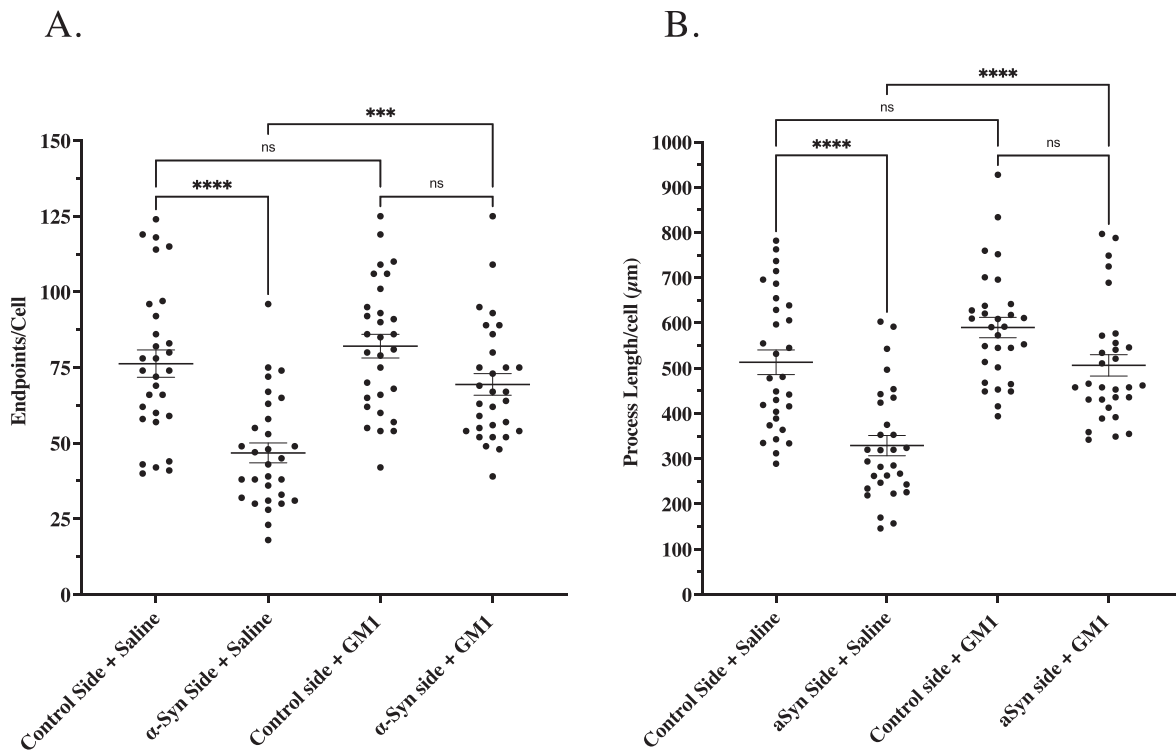 A.
***
ns
****
ns
150
125
100
75
50
25
0
Endpoints/Cell
Control Side + Saline
α-Syn Side + Saline
Control side + GM1
α-Syn side + GM1
B.
****
ns
****
ns
1000
900
800
700
600
500
400
300
200
100
0
Process Length/cell (µm)
Control Side + Saline
aSyn Side + Saline
Control side + GM1
aSyn side + GM1